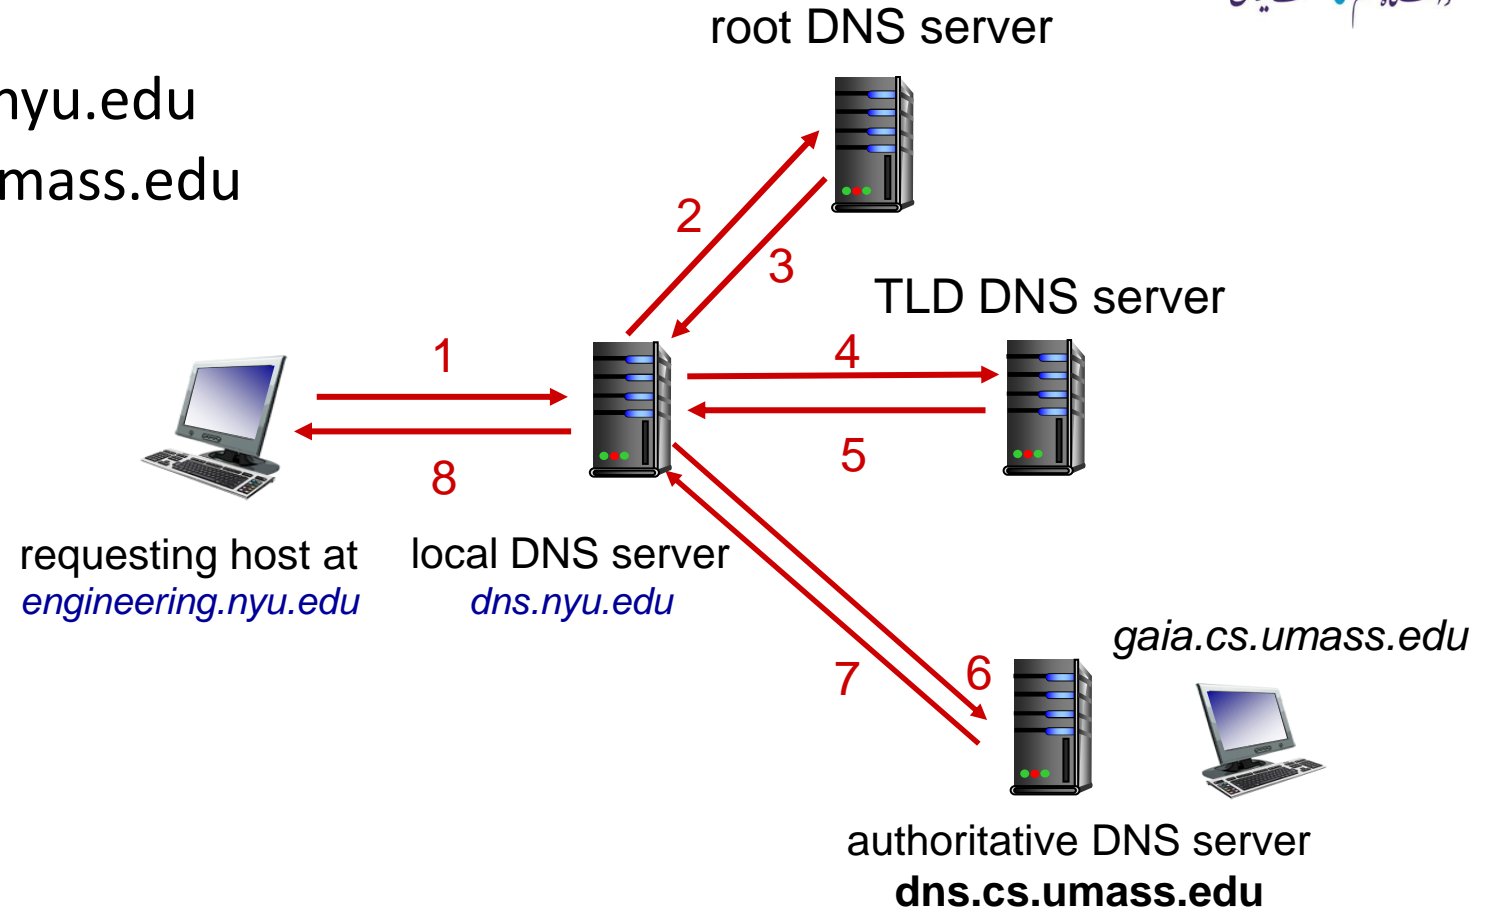 root DNS server
nyu.edu
mass.edu
2
3
TLD DNS server
1
4
8
5
requesting host at
engineering.nyu.edu
local DNS server
dns.nyu.edu
gaia.cs.umass.edu
7
6
authoritative DNS server
dns.cs.umass.edu